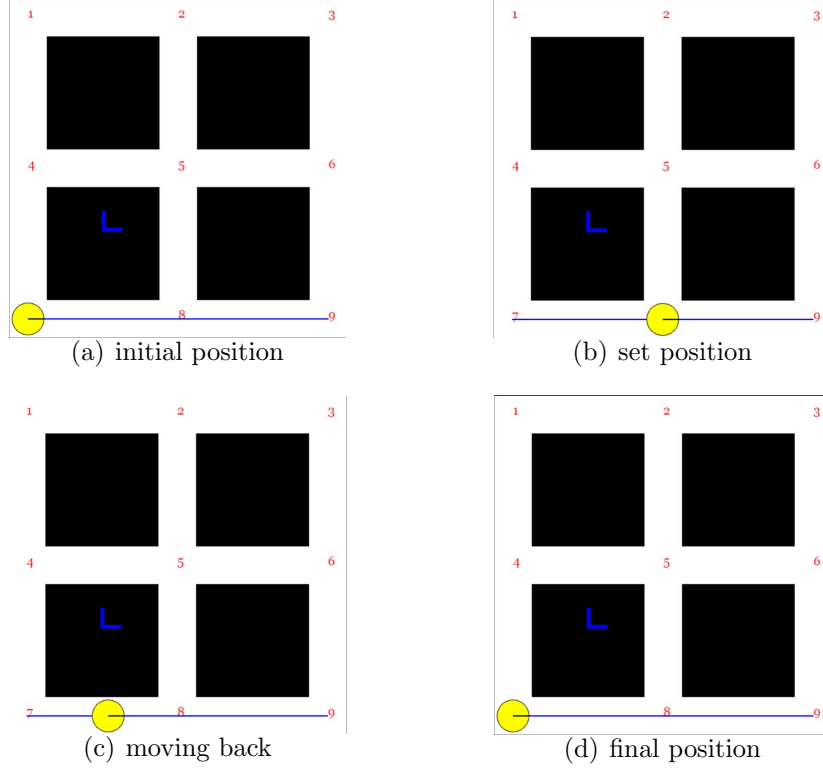 1 2 3
4 5 6
8 9
(a) initial position
1 2 3
4 5 6
7 9
(b) set position
1 2 3
4 5 6
7 8 9
(c) moving back
1 2 3
4 5 6
8 9
(d) final position